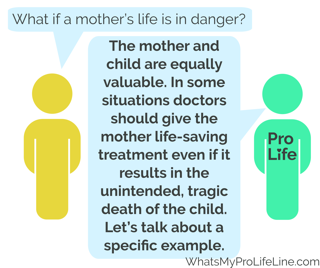 What if a mother's life is in danger?
The mother and
child are equally
valuable. In some
situations doctors
should give the
mother life-saving
treatment even if it
results in the
unintended, tragic
death of the child.
Let's talk about a
specific example.
Pro
Life
WhatsMyProLifeLine.com